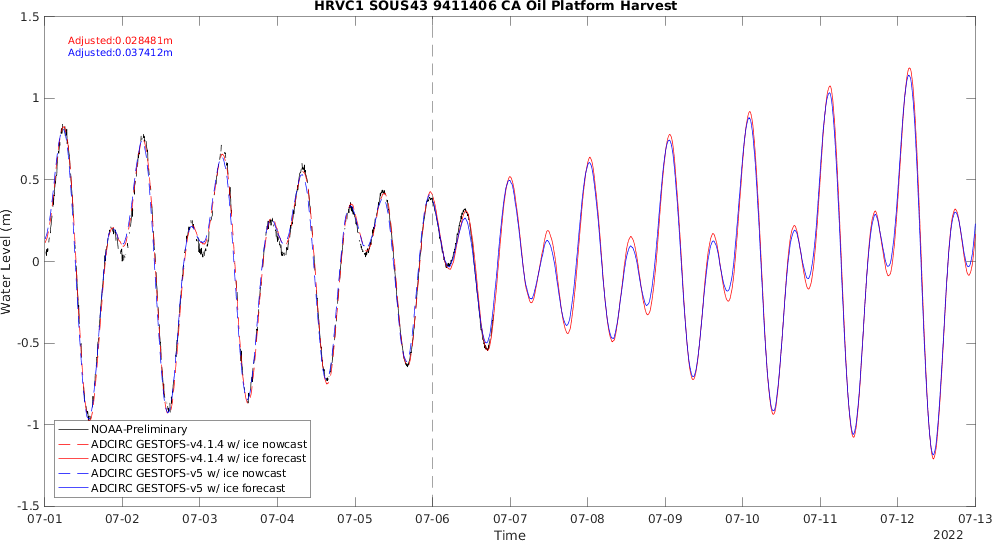 HRVC1 SOUS43 9411406 CA Oil Platform Harvest
1.5
1
0.5
0
-0.5
-1
-1.5
Water Level (m)
Adjusted:0.028481m
Adjusted:0.037412m
NOAA-Preliminary
ADCIRC GESTOFS-v4.1.4 w/ ice nowcast
ADCIRC GESTOFS-v4.1.4 w/ ice forecast
ADCIRC GESTOFS-v5 w/ ice nowcast
ADCIRC GESTOFS-v5 w/ ice forecast
07-01 07-02 07-03 07-04 07-05 07-06 07-07 07-08 07-09 07-10 07-11 07-12 07-13
Time
2022